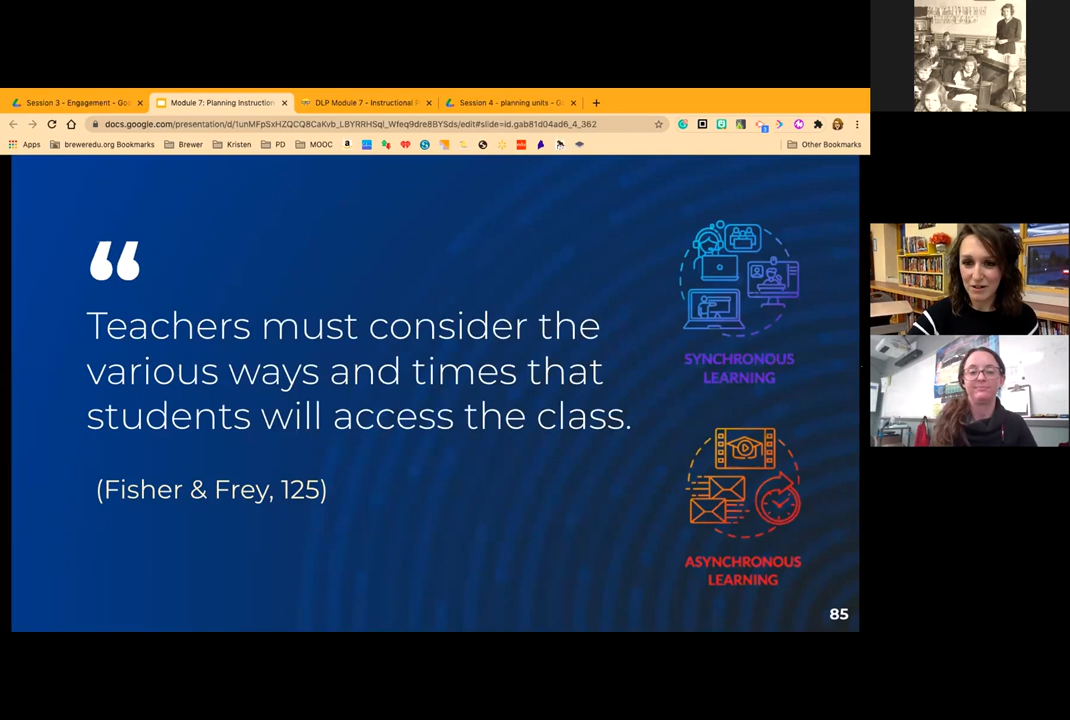 Session 3 - Engagement - Goo
Module 7: Planning Instruction
DLP Module 7 - Instructional
Session 4 - planning units - G
docs.google.com/presentation/d/1unMFpSxHZQCQ8CaKvb_LBYRRHSqi_Wfeq9dre8BYSds/edit#slide=id.gab81d04ad6_4_362
Apps breweredu.org Bookmarks Brewer Kristen PD MOOC Other Bookmarks
“
Teachers must consider the
various ways and times that
students will access the class.
(Fisher & Frey, 125)
SYNCHRONOUS
LEARNING
ASYNCHRONOUS
LEARNING
85